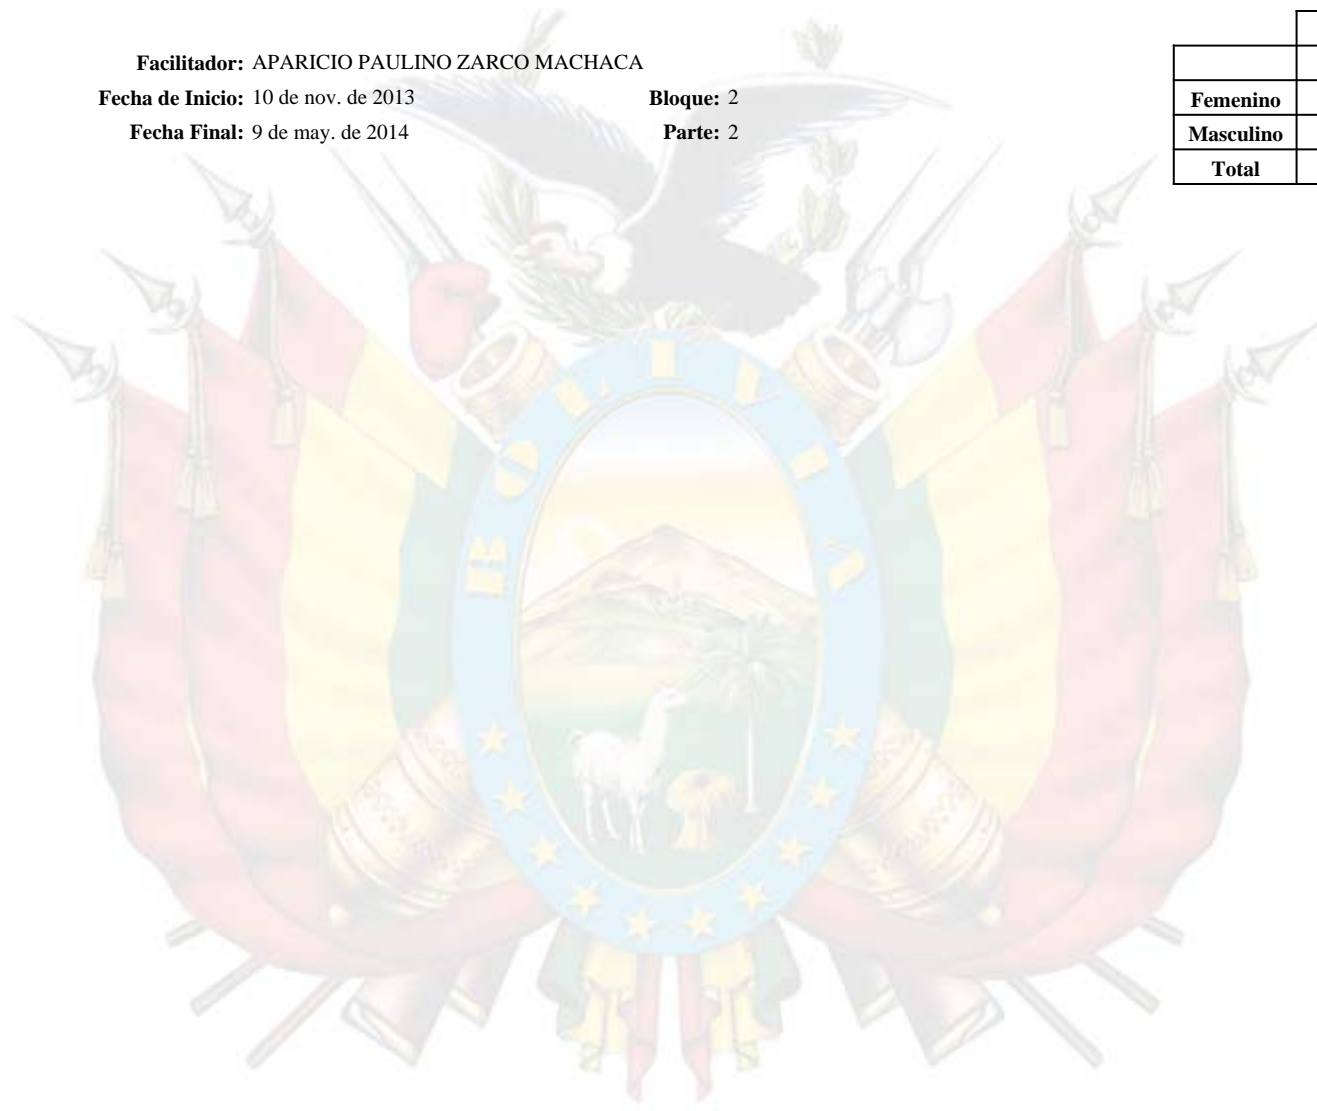 Facilitador: APARICIO PAULINO ZARCO MACHACA
Fecha de Inicio: 10 de nov. de 2013 Bloque: 2
Fecha Final: 9 de may. de 2014 Parte: 2
Femenino
Masculino
Total
BOLIVIA